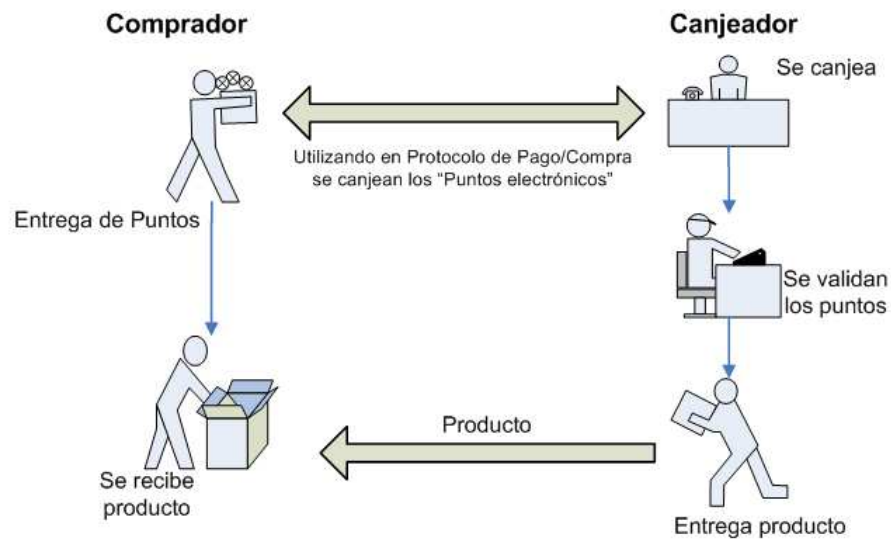 Comprador
Canjeador
Se canjea
Utilizando en Protocolo de Pago/Compra
se canjean los “Puntos electrónicos”
Entrega de Puntos
Se validan
los puntos
Producto
Se recibe
producto
Entrega producto